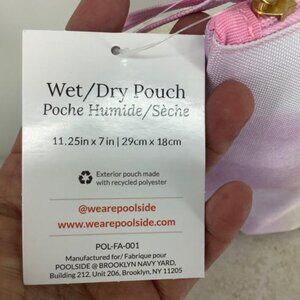 Wet/Dry Pouch
Poche Humide/Sèche
11.25in x 7in | 29cm x 18cm
Exterior pouch made
with recycled polyester
@wearepoolside
www.wearepoolside.com
POL-FA-001
Manufactured for/ Fabrique pour
POOLSIDE @ BROOKLYN NAVY YARD,
Building 212, Unit 206, Brooklyn, NY 11205